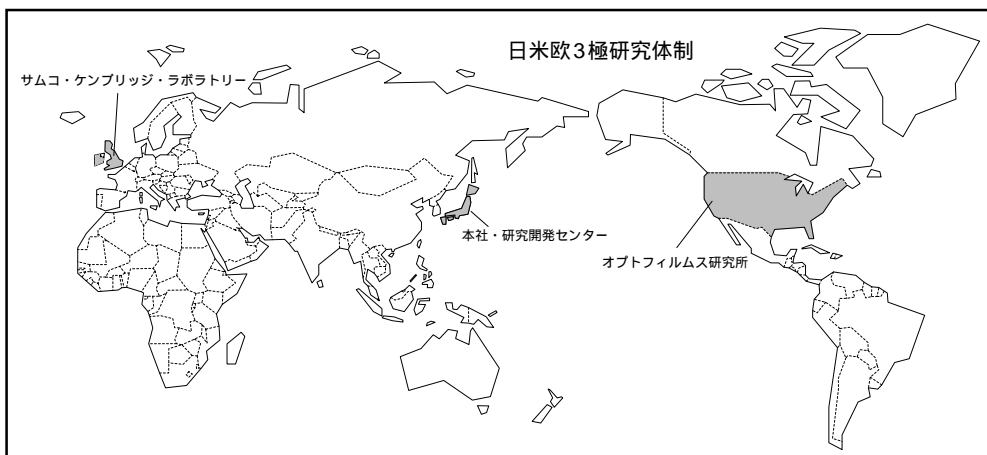 日米欧3極研究体制
サムコ・ケンブリッジ・ラボラトリー
本社・研究開発センター
オプトフィルムス研究所